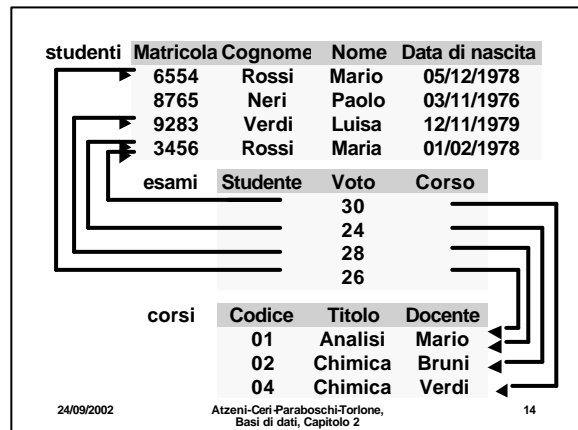 studenti Matricola Cognome Nome Data di nascita
6554 Rossi Mario 05/12/1978
8765 Neri Paolo 03/11/1976
9283 Verdi Luisa 12/11/1979
3456 Rossi Maria 01/02/1978
esami Studente Voto Corso
30
24
28
26
corsi Codice Titolo Docente
01 Analisi Mario
02 Chimica Bruni
04 Chimica Verdi
24/09/2002 Atzeni-Ceri-Paraboschi-Torlone, 14
Basi di dati, Capitolo 2